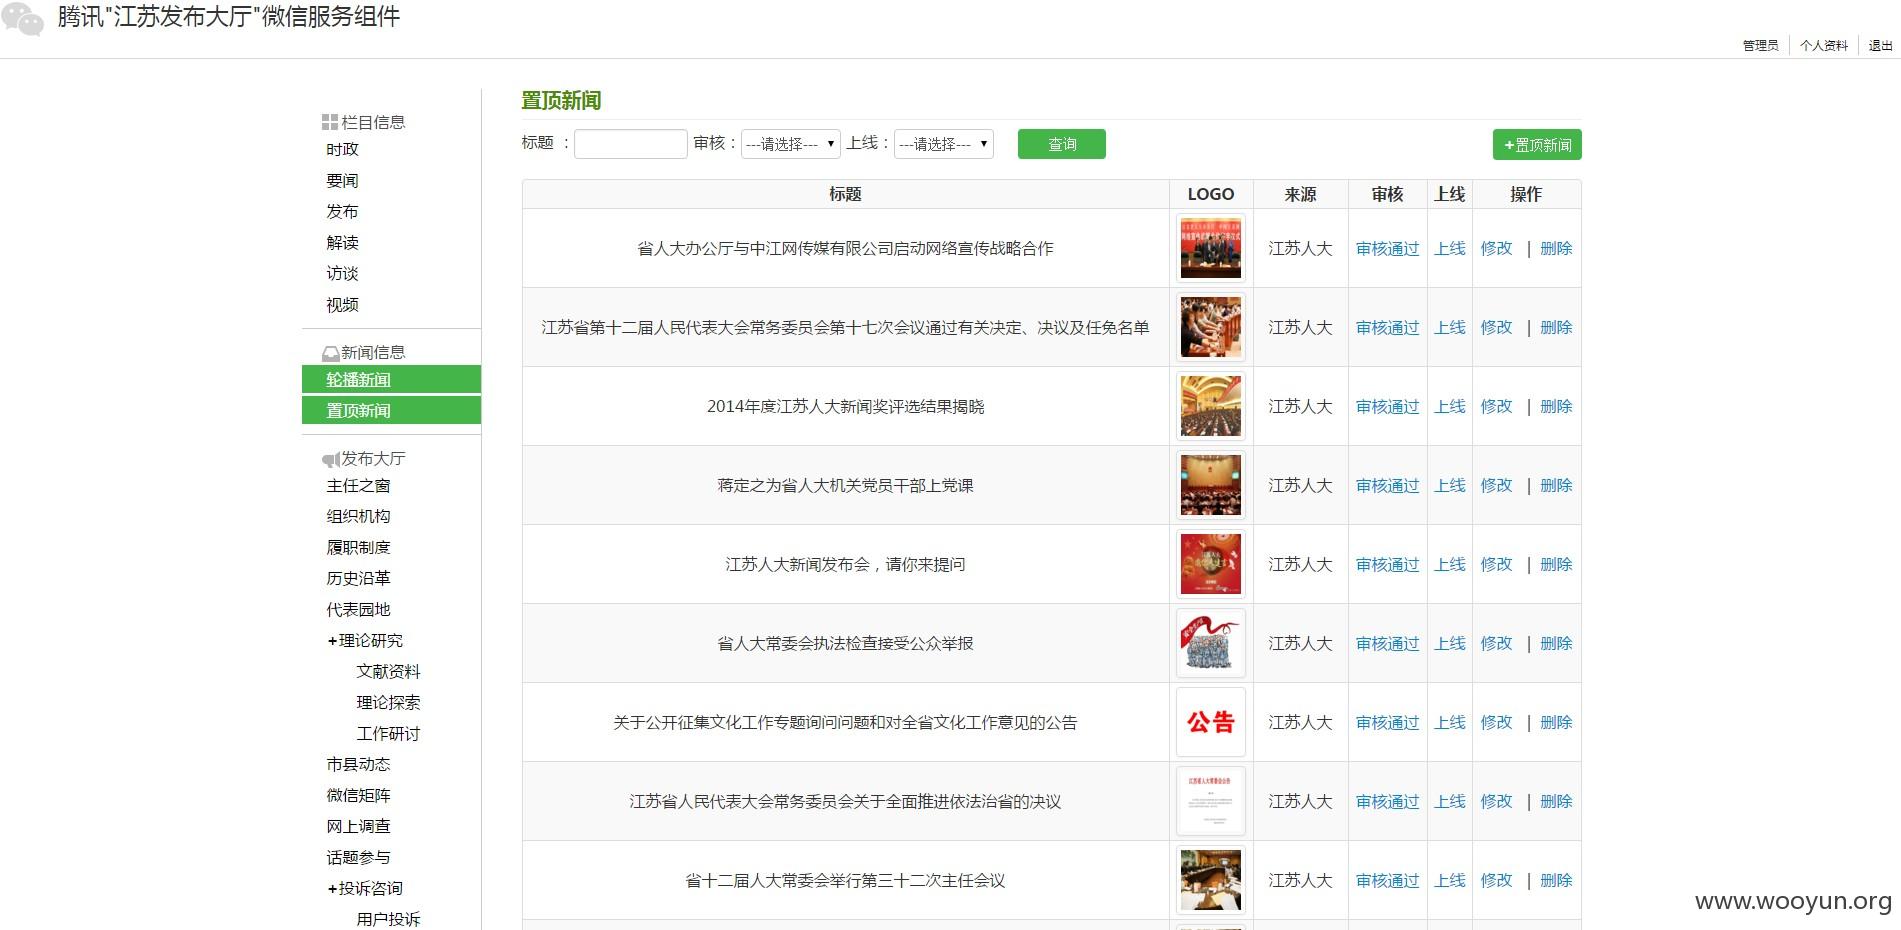 腾讯"江苏发布大厅"微信服务组件
管理员 个人资料 退出
栏目信息
时政
要闻
发布
解读
访谈
视频
新闻信息
轮播新闻
置顶新闻
发布大厅
主任之窗
组织机构
履职制度
历史沿革
代表园地
+理论研究
文献资料
理论探索
工作研讨
市县动态
微信矩阵
网上调查
话题参与
+投诉咨询
用户投诉
置顶新闻
标题 : 审核: ---请选择--- 上线: ---请选择--- 查询 +置顶新闻
标题 LOGO 来源 审核 上线 操作
省人大办公厅与中江网传媒有限公司启动网络宣传战略合作 江苏人大 审核通过 上线 修改 | 删除
江苏省第十二届人民代表大会常务委员会第十七次会议通过有关决定、决议及任免名单 江苏人大 审核通过 上线 修改 | 删除
2014年度江苏人大新闻奖评选结果揭晓 江苏人大 审核通过 上线 修改 | 删除
蒋定之为省人大机关党员干部上党课 江苏人大 审核通过 上线 修改 | 删除
江苏人大新闻发布会，请你来提问 江苏人大 审核通过 上线 修改 | 删除
省人大常委会执法检查接受公众举报 江苏人大 审核通过 上线 修改 | 删除
关于公开征集文化工作专题询问问题和对全省文化工作意见的公告 公告 江苏人大 审核通过 上线 修改 | 删除
江苏省人民代表大会常务委员会关于全面推进依法治省的决议 江苏人大 审核通过 上线 修改 | 删除
省十二届人大常委会举行第三十二次主任会议 江苏人大 审核通过 上线 修改 | 删除
www.wooyun.org